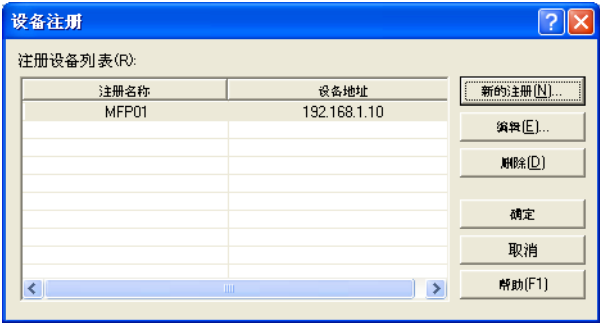 设备注册
注册设备列表(R):
注册名称 设备地址
MFP01 192.168.1.10
新的注册(N)...
编辑(E)...
删除(D)
确定
取消
帮助(F1)